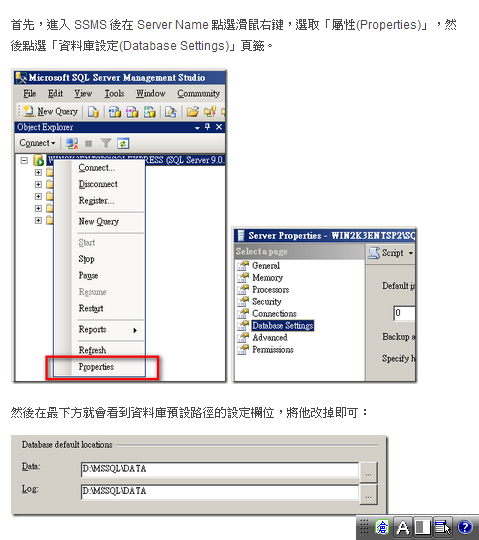 首先，進入 SSMS 後在 Server Name 點選滑鼠右鍵，選取「屬性(Properties)」，然
後點選「資料庫設定(Database Settings)」頁籤。
Microsoft SQL Server Management Studio
File Edit View Tools Window Community
New Query
Object Explorer
Connect
(SQL Server 9.0.
Connect...
Disconnect
Register...
New Query
Start
Stop
Pause
Resume
Restart
Reports
Refresh
Properties
Server Properties - WIN2K3ENTSP2\SQ
Select a page
General
Memory
Processors
Security
Connections
Database Settings
Advanced
Permissions
Script
Default i
0
Backup a
Specify h
然後在最下方就會看到資料庫預設路徑的設定欄位，將他改掉即可：
Database default locations
Data: D:\MSSQL\DATA ...
Log: D:\MSSQL\DATA ...
倉 A ?